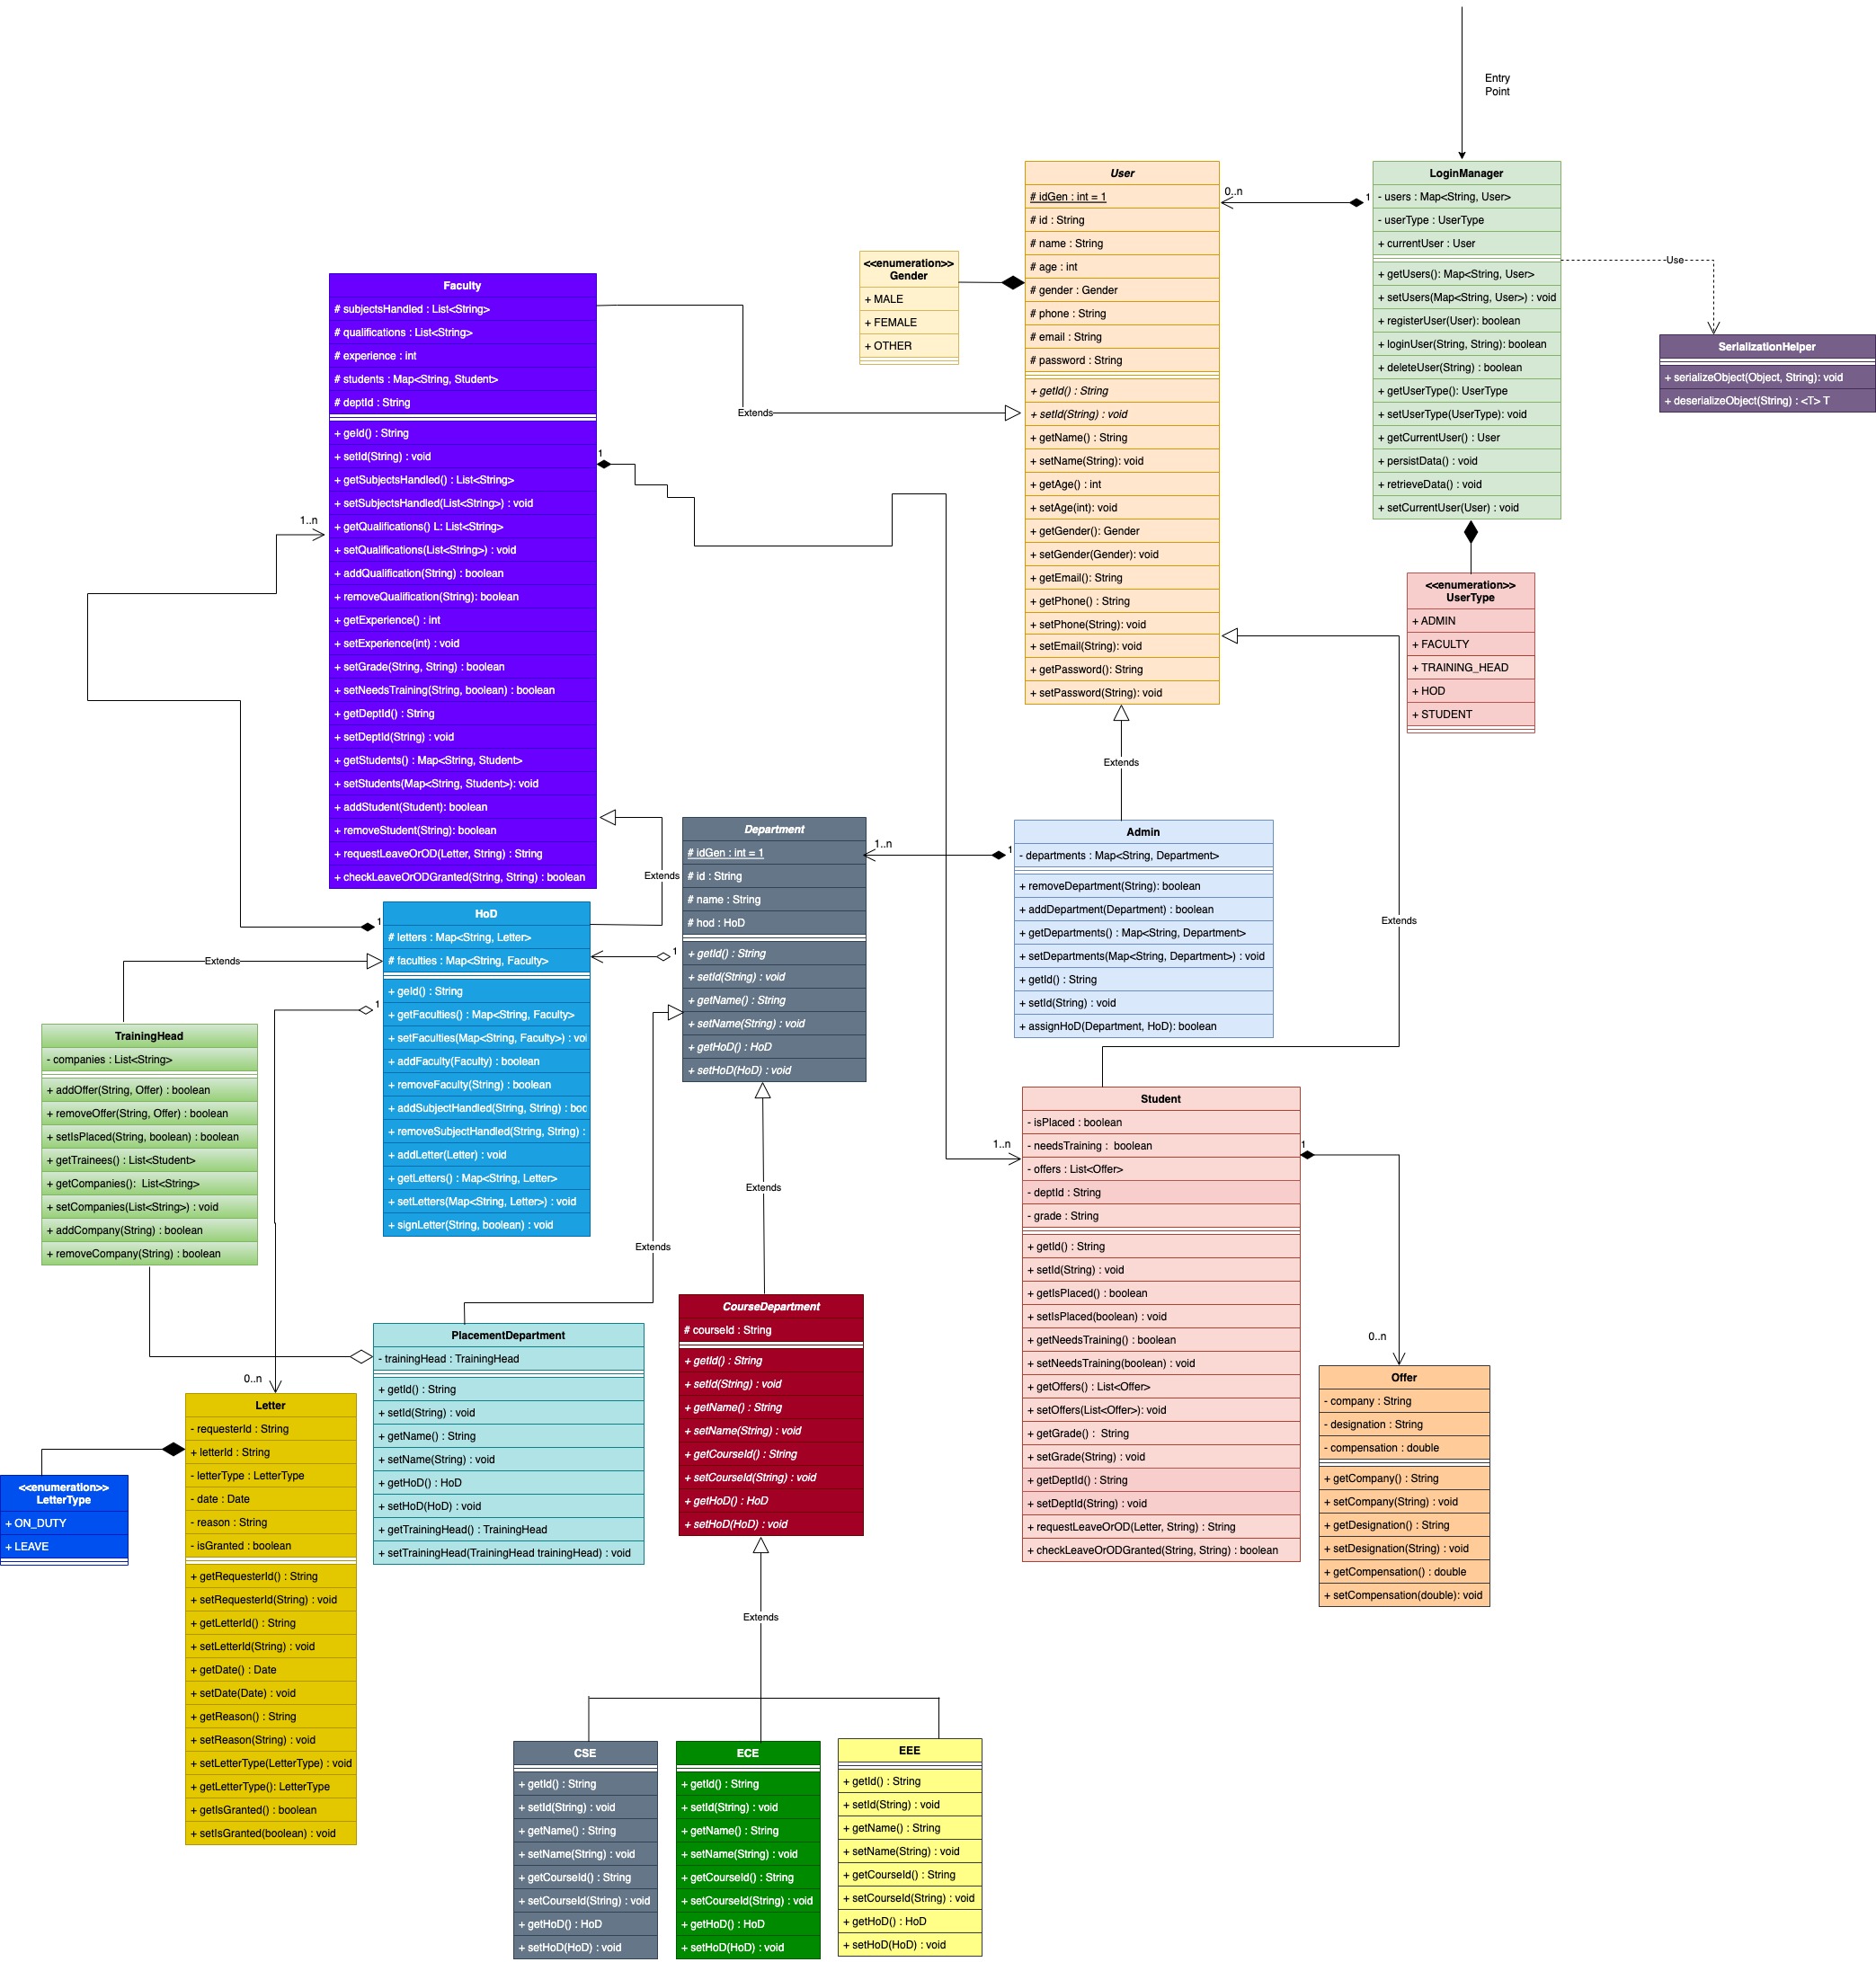 Entry
Point
User
# idGen : int = 1
# id : String
# name : String
# age : int
# gender : Gender
# phone : String
# email : String
# password : String
+ getId() : String
+ setId(String) : void
+ getName() : String
+ setName(String): void
+ getAge() : int
+ setAge(int): void
+ getGender(): Gender
+ setGender(Gender): void
+ getEmail(): String
+ getPhone() : String
+ setPhone(String): void
+ setEmail(String): void
+ getPassword(): String
+ setPassword(String): void
0..n
1
LoginManager
- users : Map<String, User>
- userType : UserType
+ currentUser : User
+ getUsers(): Map<String, User>
+ setUsers(Map<String, User>) : void
+ registerUser(User): boolean
+ loginUser(String, String): boolean
+ deleteUser(String) : boolean
+ getUserType(): UserType
+ setUserType(UserType): void
+ getCurrentUser() : User
+ persistData() : void
+ retrieveData() : void
+ setCurrentUser(User) : void
Use
SerializationHelper
+ serializeObject(Object, String): void
+ deserializeObject(String) : <T> T
<<enumeration>>
Gender
+ MALE
+ FEMALE
+ OTHER
<<enumeration>>
UserType
+ ADMIN
+ FACULTY
+ TRAINING_HEAD
+ HOD
+ STUDENT
Faculty
# subjectsHandled : List<String>
# qualifications : List<String>
# experience : int
# students : Map<String, Student>
# deptId : String
+ geId() : String
+ setId(String) : void
+ getSubjectsHandled() : List<String>
+ setSubjectsHandled(List<String>) : void
+ getQualifications() L: List<String>
+ setQualifications(List<String>) : void
+ addQualification(String) : boolean
+ removeQualification(String): boolean
+ getExperience() : int
+ setExperience(int) : void
+ setGrade(String, String) : boolean
+ setNeedsTraining(String, boolean) : boolean
+ getDeptId() : String
+ setDeptId(String) : void
+ getStudents() : Map<String, Student>
+ setStudents(Map<String, Student>): void
+ addStudent(Student): boolean
+ removeStudent(String): boolean
+ requestLeaveOrOD(Letter, String) : String
+ checkLeaveOrODGranted(String, String) : boolean
Extends
1
1..n
Extends
Extends
Extends
HoD
# letters : Map<String, Letter>
# faculties : Map<String, Faculty>
+ geId() : String
+ getFaculties() : Map<String, Faculty>
+ setFaculties(Map<String, Faculty>) : voi
+ addFaculty(Faculty) : boolean
+ removeFaculty(String) : boolean
+ addSubjectHandled(String, String) : boo
+ removeSubjectHandled(String, String) :
+ addLetter(Letter) : void
+ getLetters() : Map<String, Letter>
+ setLetters(Map<String, Letter>) : void
+ signLetter(String, boolean) : void
1
1
1
Extends
Department
# idGen : int = 1
# id : String
# name : String
# hod : HoD
+ getId() : String
+ setId(String) : void
+ getName() : String
+ setName(String) : void
+ getHoD() : HoD
+ setHoD(HoD) : void
1..n
1
Admin
- departments : Map<String, Department>
+ removeDepartment(String): boolean
+ addDepartment(Department) : boolean
+ getDepartments() : Map<String, Department>
+ setDepartments(Map<String, Department>) : void
+ getId() : String
+ setId(String) : void
+ assignHoD(Department, HoD): boolean
TrainingHead
- companies : List<String>
+ addOffer(String, Offer) : boolean
+ removeOffer(String, Offer) : boolean
+ setIsPlaced(String, boolean) : boolean
+ getTrainees() : List<Student>
+ getCompanies():  List<String>
+ setCompanies(List<String>) : void
+ addCompany(String) : boolean
+ removeCompany(String) : boolean
Extends
Extends
1..n
Student
- isPlaced : boolean
- needsTraining :  boolean
- offers : List<Offer>
- deptId : String
- grade : String
+ getId() : String
+ setId(String) : void
+ getIsPlaced() : boolean
+ setIsPlaced(boolean) : void
+ getNeedsTraining() : boolean
+ setNeedsTraining(boolean) : void
+ getOffers() : List<Offer>
+ setOffers(List<Offer>): void
+ getGrade() :  String
+ setGrade(String) : void
+ getDeptId() : String
+ setDeptId(String) : void
+ requestLeaveOrOD(Letter, String) : String
+ checkLeaveOrODGranted(String, String) : boolean
1
0..n
Offer
- company : String
- designation : String
- compensation : double
+ getCompany() : String
+ setCompany(String) : void
+ getDesignation() : String
+ setDesignation(String) : void
+ getCompensation() : double
+ setCompensation(double): void
PlacementDepartment
- trainingHead : TrainingHead
+ getId() : String
+ setId(String) : void
+ getName() : String
+ setName(String) : void
+ getHoD() : HoD
+ setHoD(HoD) : void
+ getTrainingHead() : TrainingHead
+ setTrainingHead(TrainingHead trainingHead) : void
CourseDepartment
# courseId : String
+ getId() : String
+ setId(String) : void
+ getName() : String
+ setName(String) : void
+ getCourseId() : String
+ setCourseId(String) : void
+ getHoD() : HoD
+ setHoD(HoD) : void
0..n
Letter
- requesterId : String
+ letterId : String
- letterType : LetterType
- date : Date
- reason : String
- isGranted : boolean
+ getRequesterId() : String
+ setRequesterId(String) : void
+ getLetterId() : String
+ setLetterId(String) : void
+ getDate() : Date
+ setDate(Date) : void
+ getReason() : String
+ setReason(String) : void
+ setLetterType(LetterType) : void
+ getLetterType(): LetterType
+ getIsGranted() : boolean
+ setIsGranted(boolean) : void
<<enumeration>>
LetterType
+ ON_DUTY
+ LEAVE
Extends
CSE
+ getId() : String
+ setId(String) : void
+ getName() : String
+ setName(String) : void
+ getCourseId() : String
+ setCourseId(String) : void
+ getHoD() : HoD
+ setHoD(HoD) : void
ECE
+ getId() : String
+ setId(String) : void
+ getName() : String
+ setName(String) : void
+ getCourseId() : String
+ setCourseId(String) : void
+ getHoD() : HoD
+ setHoD(HoD) : void
EEE
+ getId() : String
+ setId(String) : void
+ getName() : String
+ setName(String) : void
+ getCourseId() : String
+ setCourseId(String) : void
+ getHoD() : HoD
+ setHoD(HoD) : void